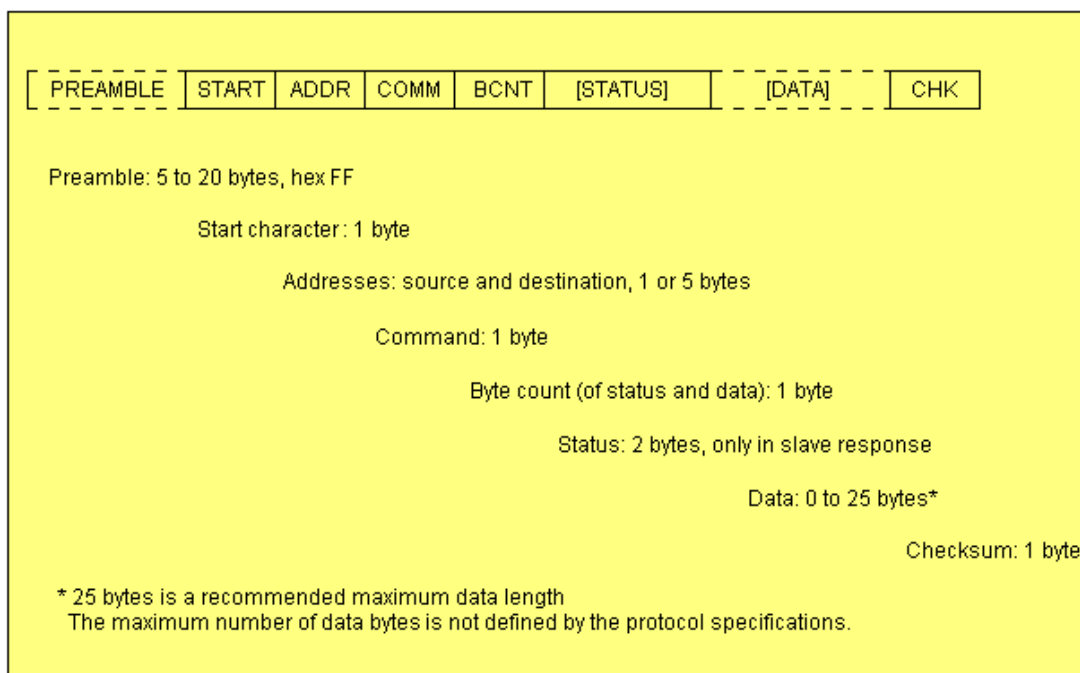 PREAMBLE START ADDR COMM BCNT [STATUS] [DATA] CHK
Preamble: 5 to 20 bytes, hex FF
Start character: 1 byte
Addresses: source and destination, 1 or 5 bytes
Command: 1 byte
Byte count (of status and data): 1 byte
Status: 2 bytes, only in slave response
Data: 0 to 25 bytes*
Checksum: 1 byte
* 25 bytes is a recommended maximum data length
The maximum number of data bytes is not defined by the protocol specifications.